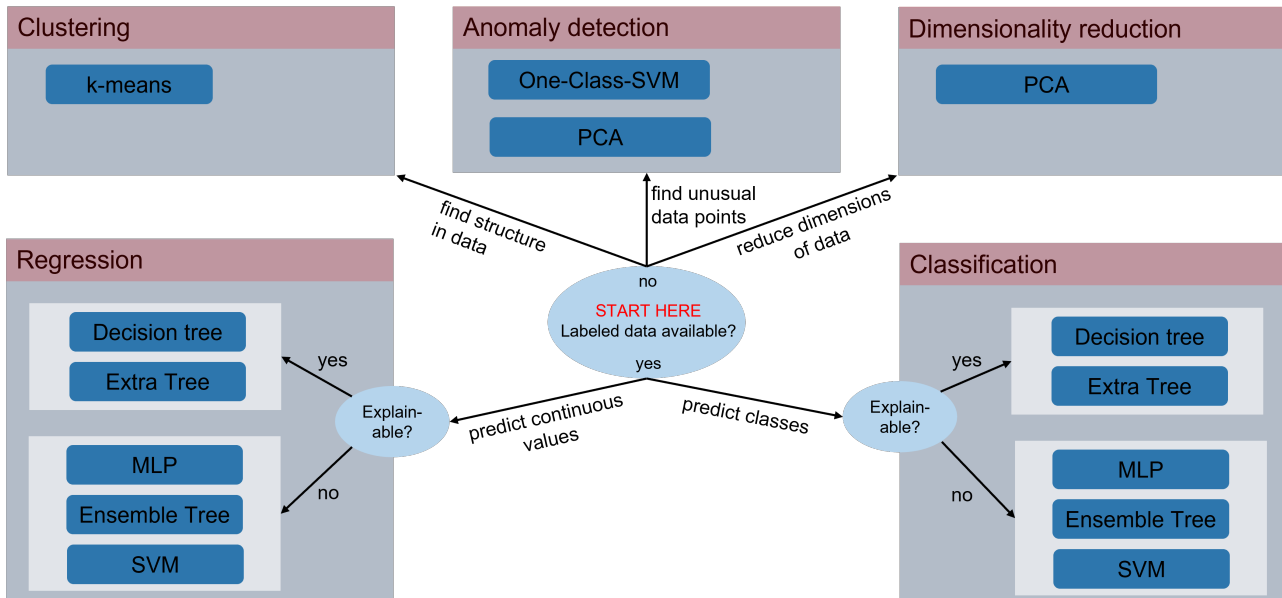 Clustering
k-means
Anomaly detection
One-Class-SVM
PCA
Dimensionality reduction
PCA
find structure
in data
find unusual
data points
reduce dimensions
of data
no
START HERE
Labeled data available?
yes
predict continuous
values
predict classes
Regression
Decision tree
Extra Tree
yes
Explain-
able?
no
MLP
Ensemble Tree
SVM
Classification
Decision tree
Extra Tree
yes
Explain-
able?
no
MLP
Ensemble Tree
SVM